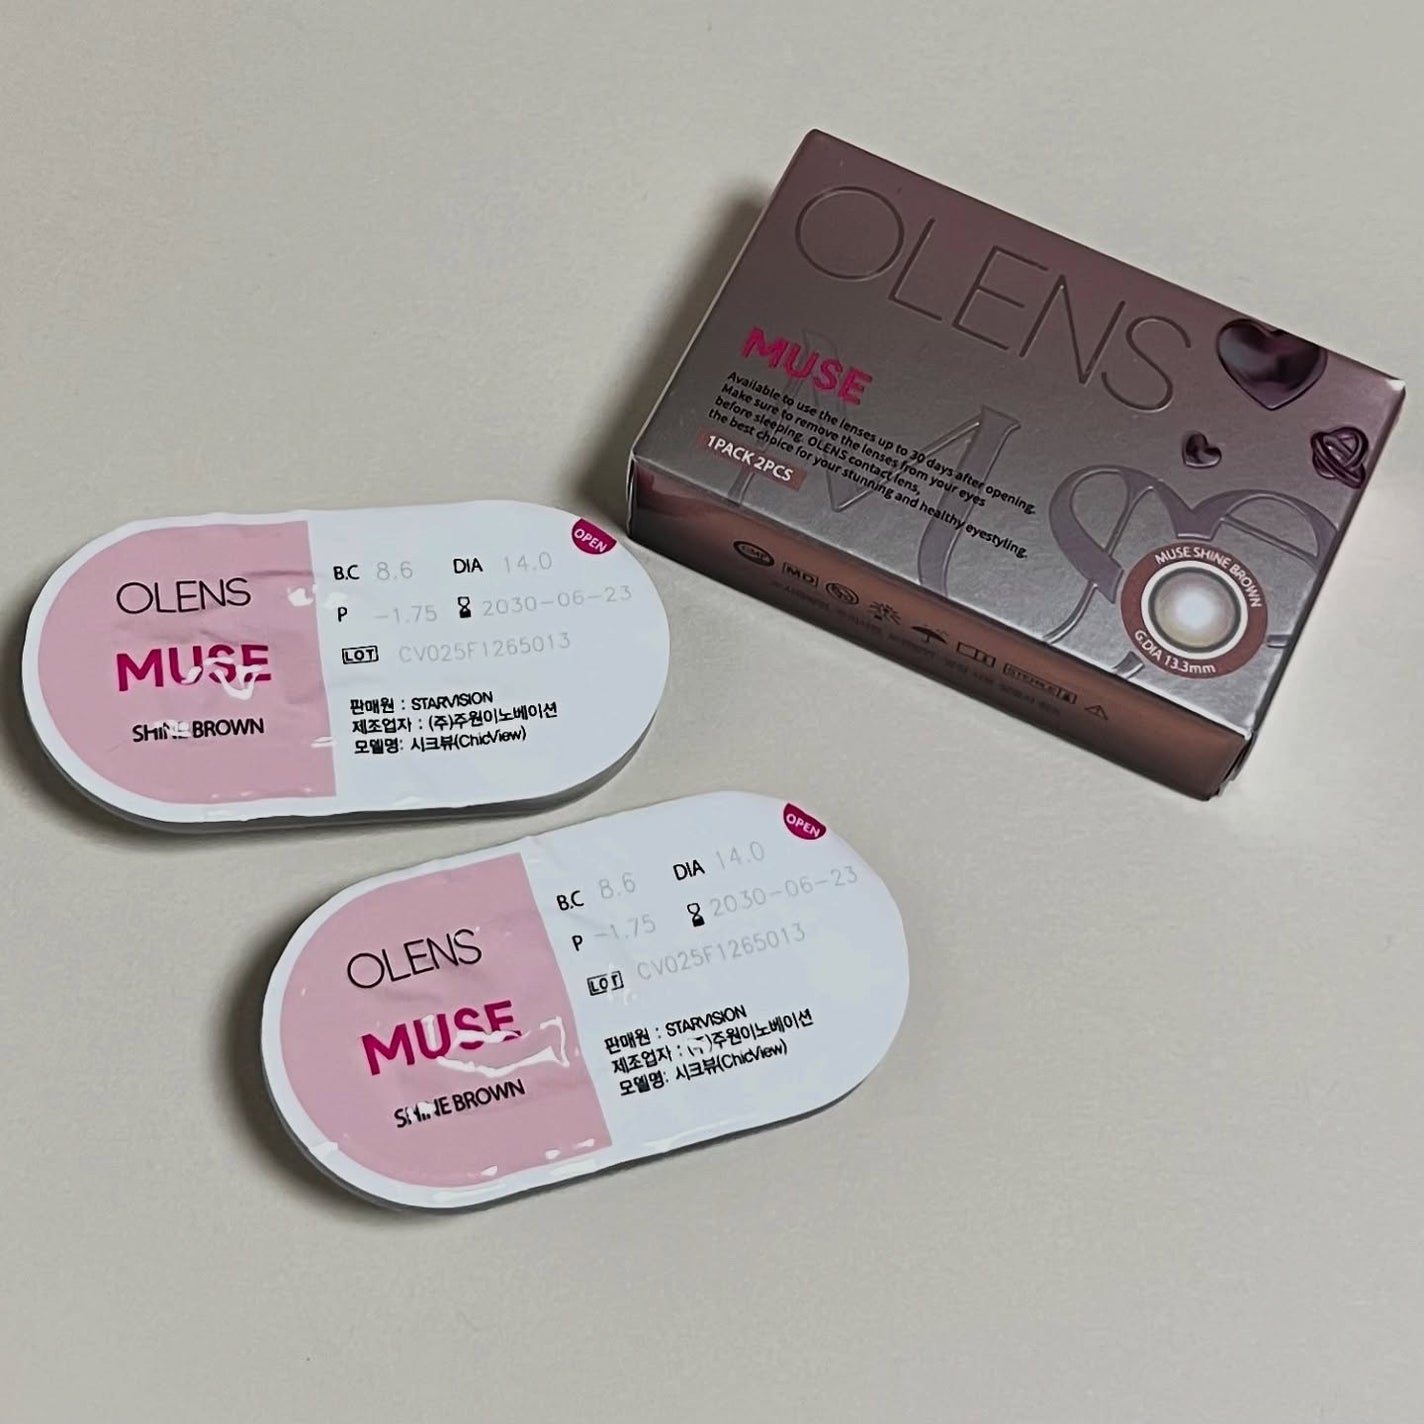 OLENS
MUSE
Available to use the lenses up to 30 days after opening.
Make sure to remove the lenses from your eyes
before sleeping. OLENS contact lens,
the best choice for your stunning and healthy eyestyling.
1PACK 2PCS
MUSE SHINE BROWN
G.DIA 13.3mm
GMP
MD
OLENS
MUSE
SHINE BROWN
OPEN
B.C 8.6 DIA 14.0
P -1.75 2030-06-23
LOT CV025F1265013
판매원 : STARVISION
제조업자 : (주)주원이노베이션
모델명: 시크뷰(ChicView)
OLENS
MUSE
SHINE BROWN
OPEN
B.C 8.6 DIA 14.0
P -1.75 2030-06-23
LOT CV025F1265013
판매원 : STARVISION
제조업자 : (주)주원이노베이션
모델명: 시크뷰(ChicView)